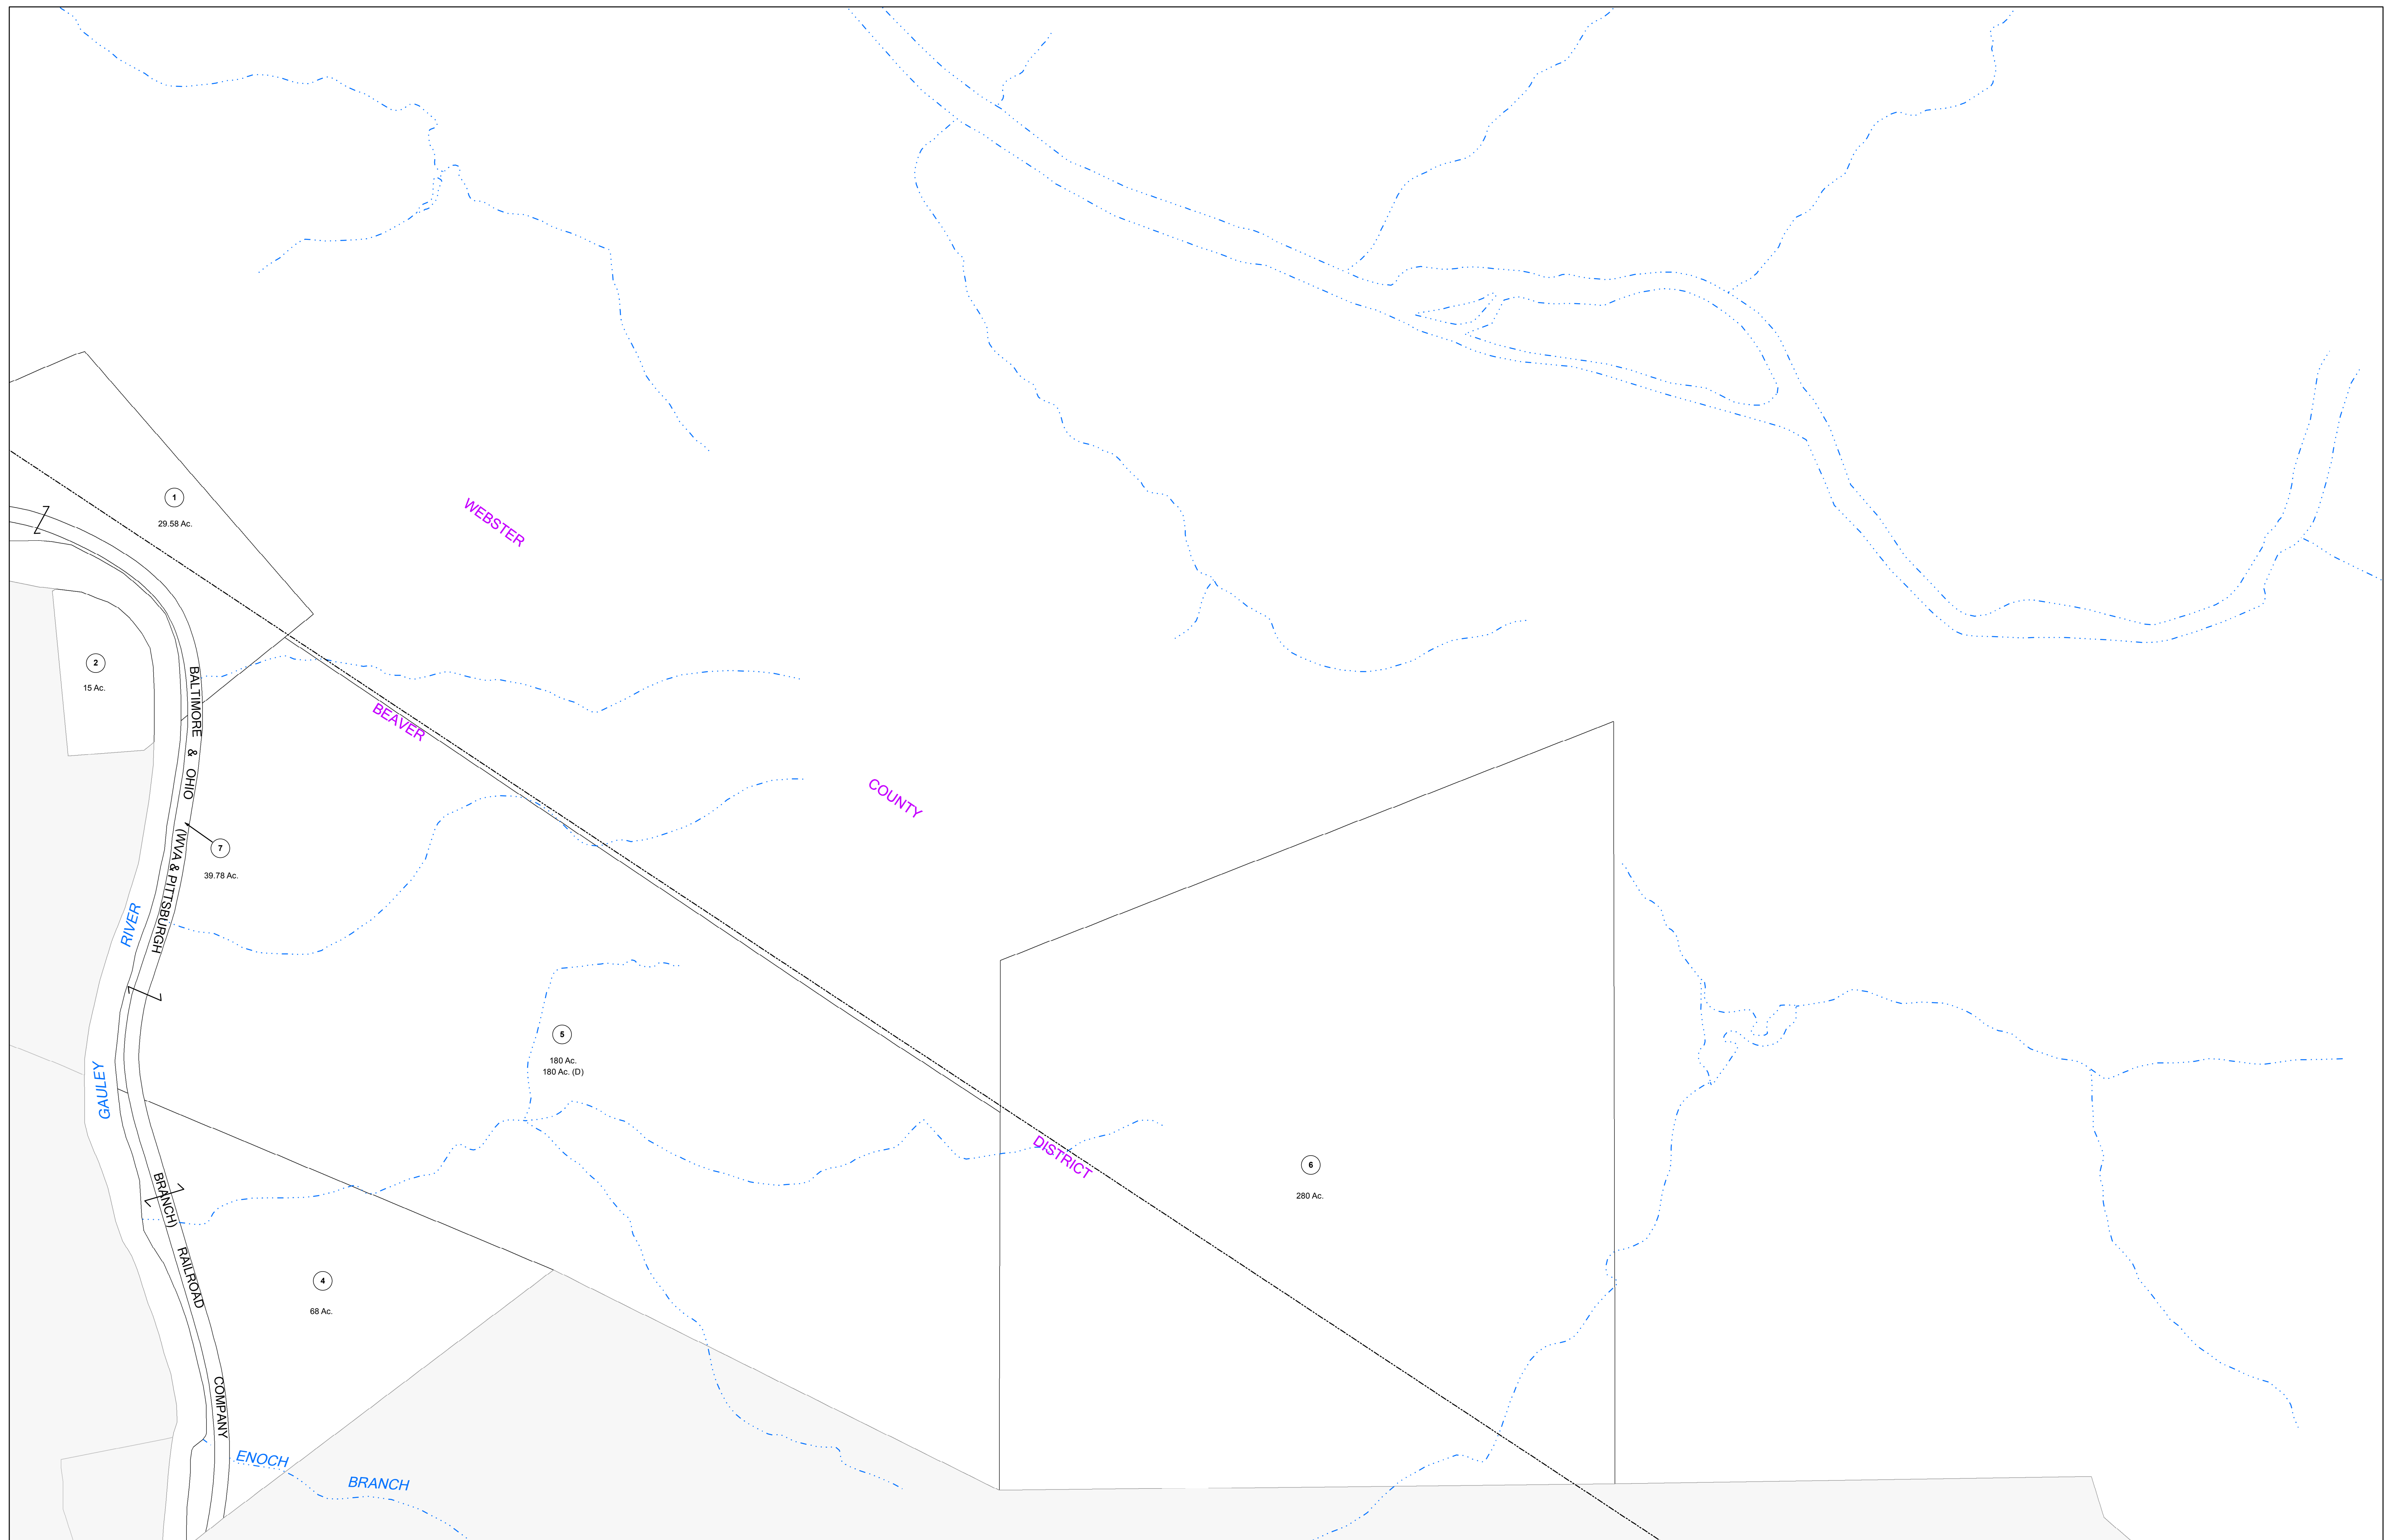 1
29.58 Ac.
WEBSTER
2
15 Ac.
BEAVER
COUNTY
DISTRICT
BALTIMORE & OHIO (WVA & PITTSBURGH BRANCH) RAILROAD COMPANY
7
39.78 Ac.
GAULEY RIVER
5
180 Ac.
180 Ac. (D)
6
280 Ac.
4
68 Ac.
ENOCH BRANCH